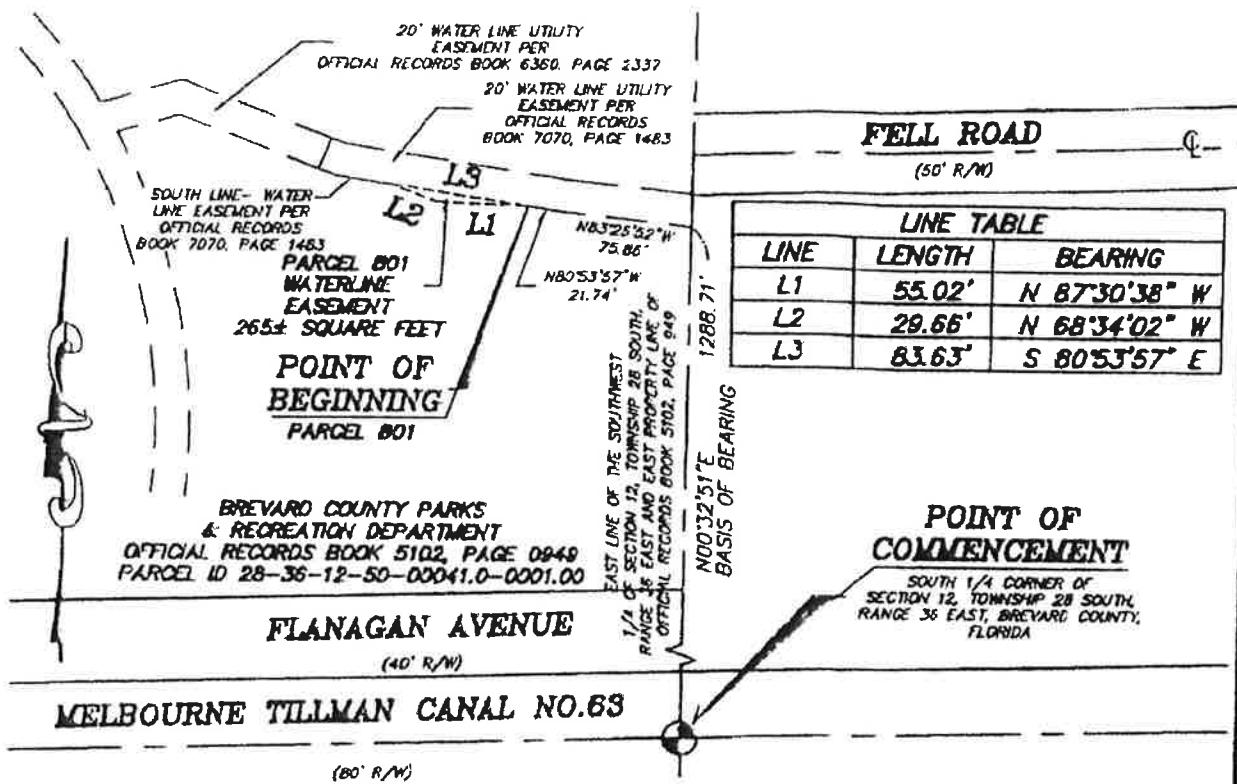 20' WATER LINE UTILITY
EASEMENT PER
OFFICIAL RECORDS BOOK 6360, PAGE 2337
20' WATER LINE UTILITY
EASEMENT PER
OFFICIAL RECORDS
BOOK 7070, PAGE 1483
FELL ROAD
(50' R/W)
SOUTH LINE- WATER
LINE EASEMENT PER
OFFICIAL RECORDS
BOOK 7070, PAGE 1483
L3
L2
L1
N83°25'52"W
75.86'
N80°53'57"W
21.74'
PARCEL 801
WATERLINE
EASEMENT
265± SQUARE FEET
POINT OF
BEGINNING
PARCEL 801
LINE TABLE
LINE LENGTH BEARING
L1 55.02' N 87°30'38" W
L2 29.66' N 68°34'02" W
L3 83.63' S 80°53'57" E
EAST LINE OF THE SOUTHWEST
1/4 OF SECTION 12, TOWNSHIP 28 SOUTH,
RANGE 36 EAST AND EAST PROPERTY LINE OF
OFFICIAL RECORDS BOOK 5102, PAGE 949
1288.71'
N00°32'51"E
BASIS OF BEARING
BREVARD COUNTY PARKS
& RECREATION DEPARTMENT
OFFICIAL RECORDS BOOK 5102, PAGE 0949
PARCEL ID 28-36-12-50-00041.0-0001.00
POINT OF
COMMENCEMENT
SOUTH 1/4 CORNER OF
SECTION 12, TOWNSHIP 28 SOUTH,
RANGE 36 EAST, BREVARD COUNTY,
FLORIDA
FLANAGAN AVENUE
(40' R/W)
MELBOURNE TILLMAN CANAL NO.63
(80' R/W)